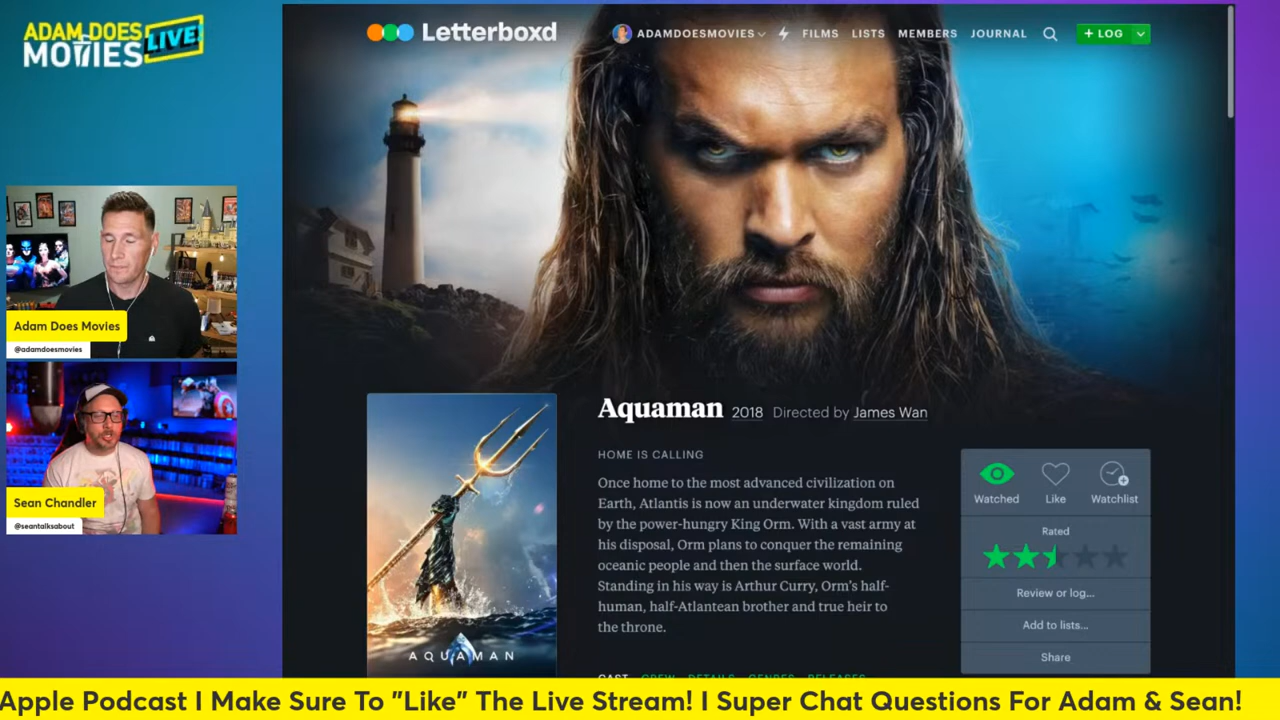 ADAM DOES
MOVIES LIVE!
Letterboxd
ADAMDOESMOVIES
FILMS
LISTS
MEMBERS
JOURNAL
+ LOG
Adam Does Movies
@adamdoesmovies
Sean Chandler
@seantalksabout
Aquaman 2018 Directed by James Wan
HOME IS CALLING
Once home to the most advanced civilization on
Earth, Atlantis is now an underwater kingdom ruled
by the power-hungry King Orm. With a vast army at
his disposal, Orm plans to conquer the remaining
oceanic people and then the surface world.
Standing in his way is Arthur Curry, Orm's half-
human, half-Atlantean brother and true heir to
the throne.
CAST CREW DETAILS GENRES RELEASES
AQUAMAN
Watched
Like
Watchlist
Rated
Review or log...
Add to lists...
Share
Apple Podcast I Make Sure To "Like" The Live Stream! I Super Chat Questions For Adam & Sean!